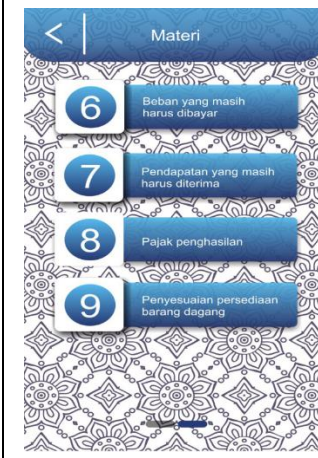 Materi
6
Beban yang masih
harus dibayar
7
Pendapatan yang masih
harus diterima
8
Pajak penghasilan
9
Penyesuaian persediaan
barang dagang